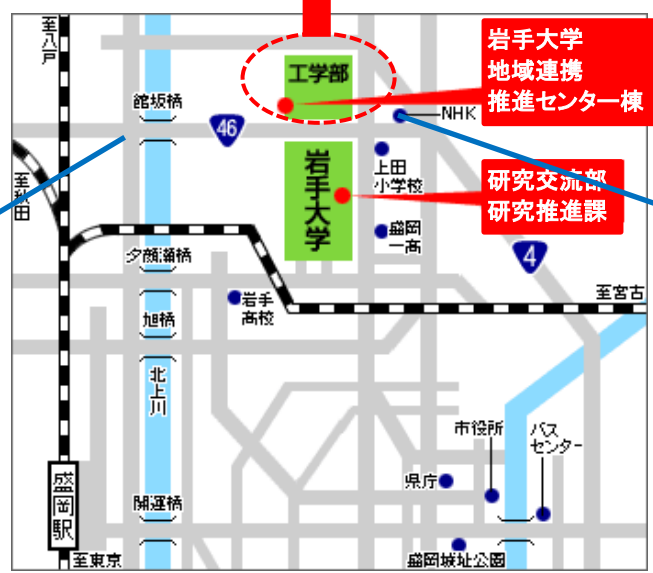 至八戸
工学部
岩手大学
地域連携
推進センター棟
館坂橋
46
NHK
岩手大学
上田
小学校
研究交流部
研究推進課
至秋田
盛岡
一高
夕顔瀬橋
4
岩手
高校
至宮古
旭橋
北上川
市役所
バス
センター
県庁
盛岡駅
開運橋
至東京
盛岡城址公園